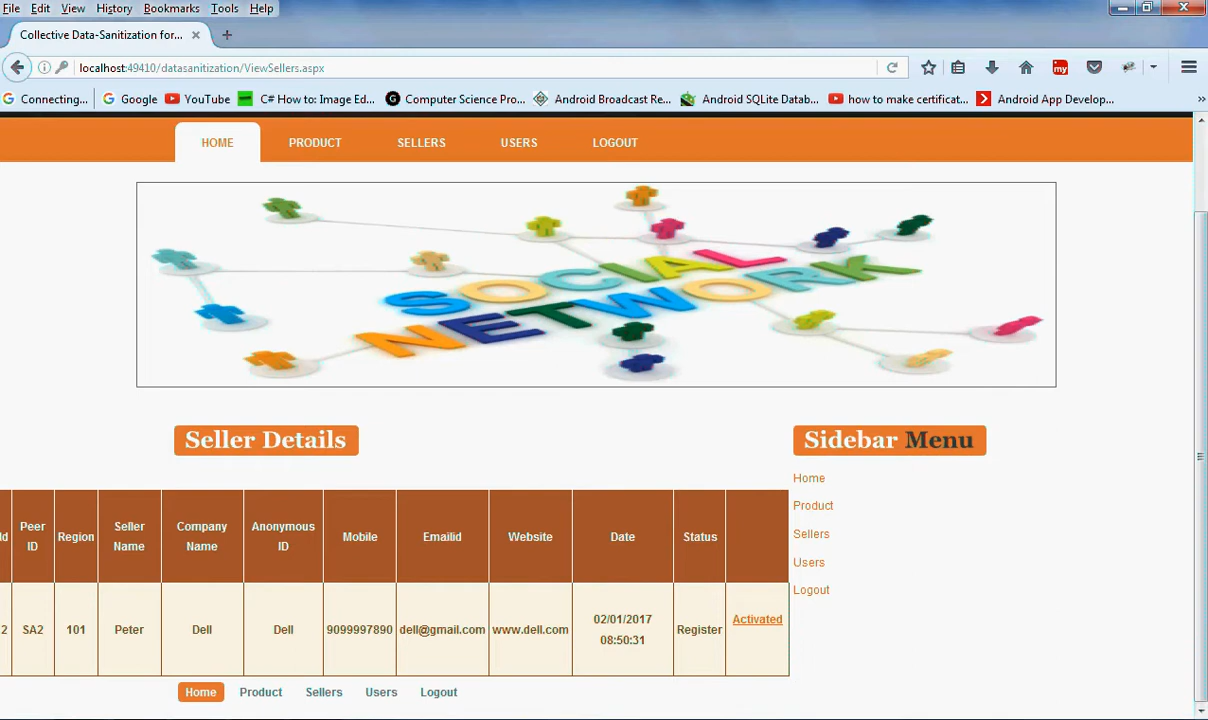 File Edit View History Bookmarks Tools Help
Collective Data-Sanitization for...
localhost:49410/datasanitization/ViewSellers.aspx
Connecting... Google YouTube C# How to: Image Ed... Computer Science Pro... Android Broadcast Re... Android SQLite Datab... how to make certificat... Android App Develop...
HOME PRODUCT SELLERS USERS LOGOUT
SOCIAL
NETWORK
Seller Details
Sidebar Menu
Home
Product
Sellers
Users
Logout
Id Peer ID Region Seller Name Company Name Anonymous ID Mobile Emailid Website Date Status
2 SA2 101 Peter Dell Dell 9099997890 dell@gmail.com www.dell.com 02/01/2017 08:50:31 Register Activated
Home Product Sellers Users Logout